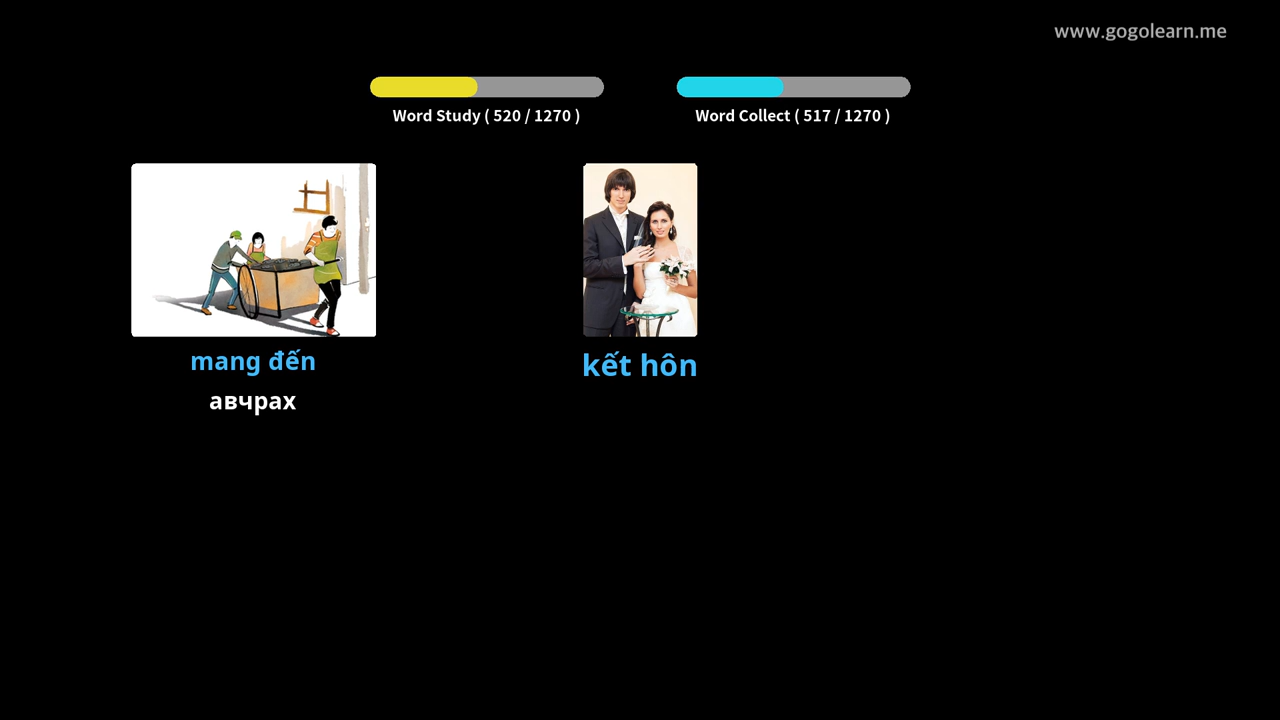 www.gogolearn.me
Word Study ( 520 / 1270 )
Word Collect ( 517 / 1270 )
mang đến
авчрах
kết hôn